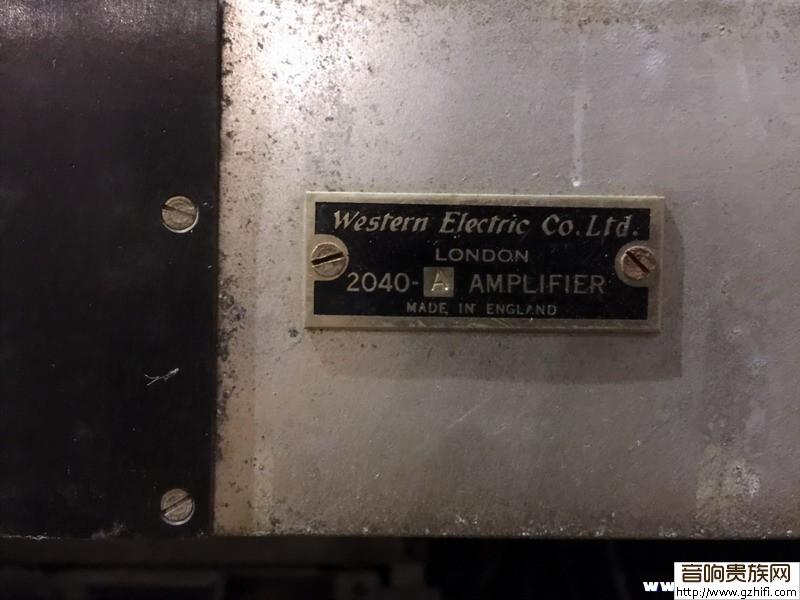 Western Electric Co. Ltd.
LONDON
2040-A AMPLIFIER
MADE IN ENGLAND
音响贵族网
http://www.gzhifi.com